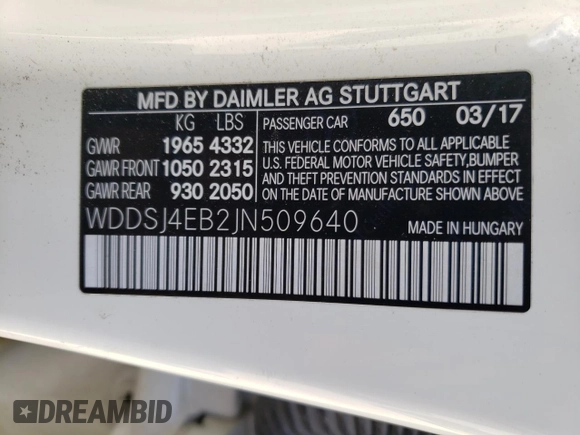 MFD BY DAIMLER AG STUTTGART
KG LBS
GVWR 1965 4332
GAWR FRONT 1050 2315
GAWR REAR 930 2050
PASSENGER CAR 650 03/17
THIS VEHICLE CONFORMS TO ALL APPLICABLE
U.S. FEDERAL MOTOR VEHICLE SAFETY, BUMPER
AND THEFT PREVENTION STANDARDS IN EFFECT
ON THE DATE OF MANUFACTURE SHOWN ABOVE
WDDSJ4EB2JN509640
MADE IN HUNGARY
DREAMBID